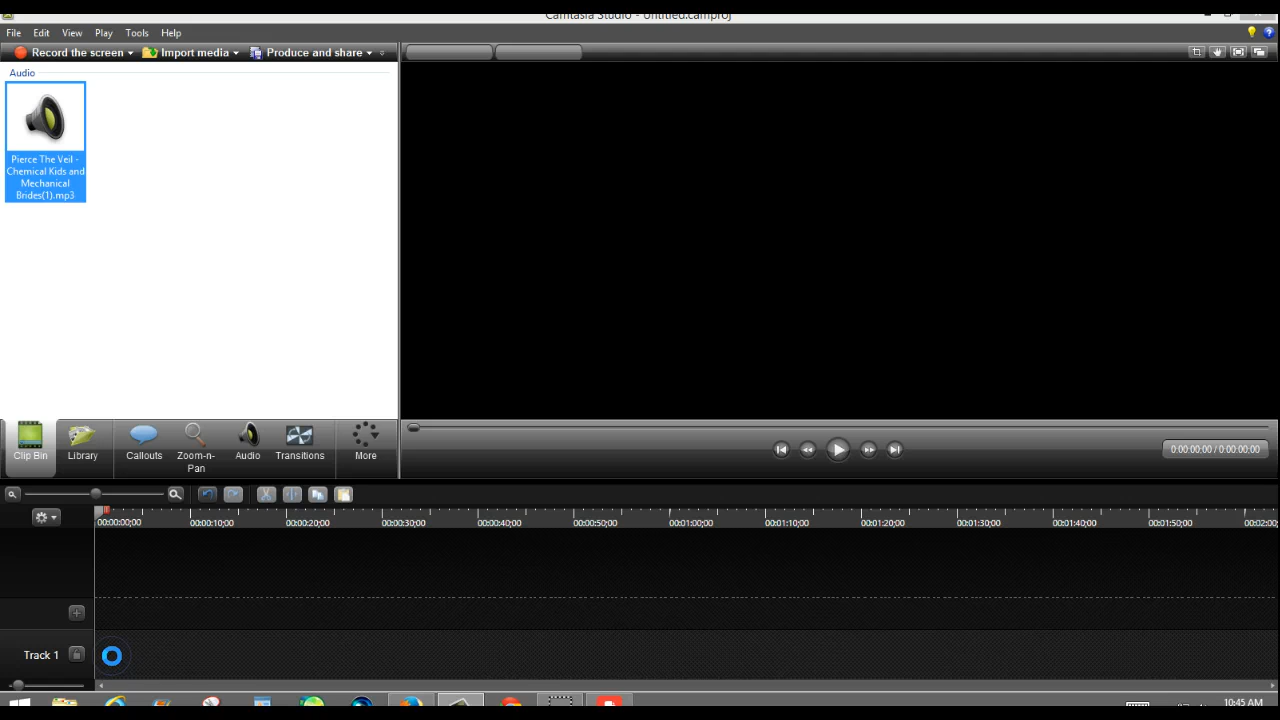 Camtasia Studio - Untitled.camproj
File Edit View Play Tools Help
Record the screen Import media Produce and share
Audio
Pierce The Veil -
Chemical Kids and
Mechanical
Brides(1).mp3
Clip Bin Library Callouts Zoom-n-
Pan Audio Transitions More
0:00:00;00 / 0:00:00;00
00:00:00;00 00:00:10;00 00:00:20;00 00:00:30;00 00:00:40;00 00:00:50;00 00:01:00;00 00:01:10;00 00:01:20;00 00:01:30;00 00:01:40;00 00:01:50;00 00:02:00;
Track 1
10:45 AM